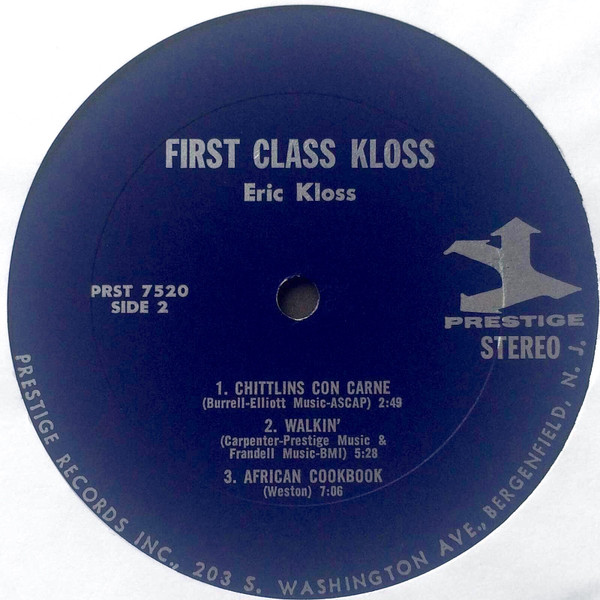 FIRST CLASS KLOSS
Eric Kloss
PRST 7520
SIDE 2
PRESTIGE
STEREO
1. CHITTLINS CON CARNE
(Burrell-Elliott Music-ASCAP) 2:49
2. WALKIN'
(Carpenter-Prestige Music &
Frandell Music-BMI) 5:28
3. AFRICAN COOKBOOK
(Weston) 7:06
PRESTIGE RECORDS INC., 203 S. WASHINGTON AVE., BERGENFIELD, N. J.